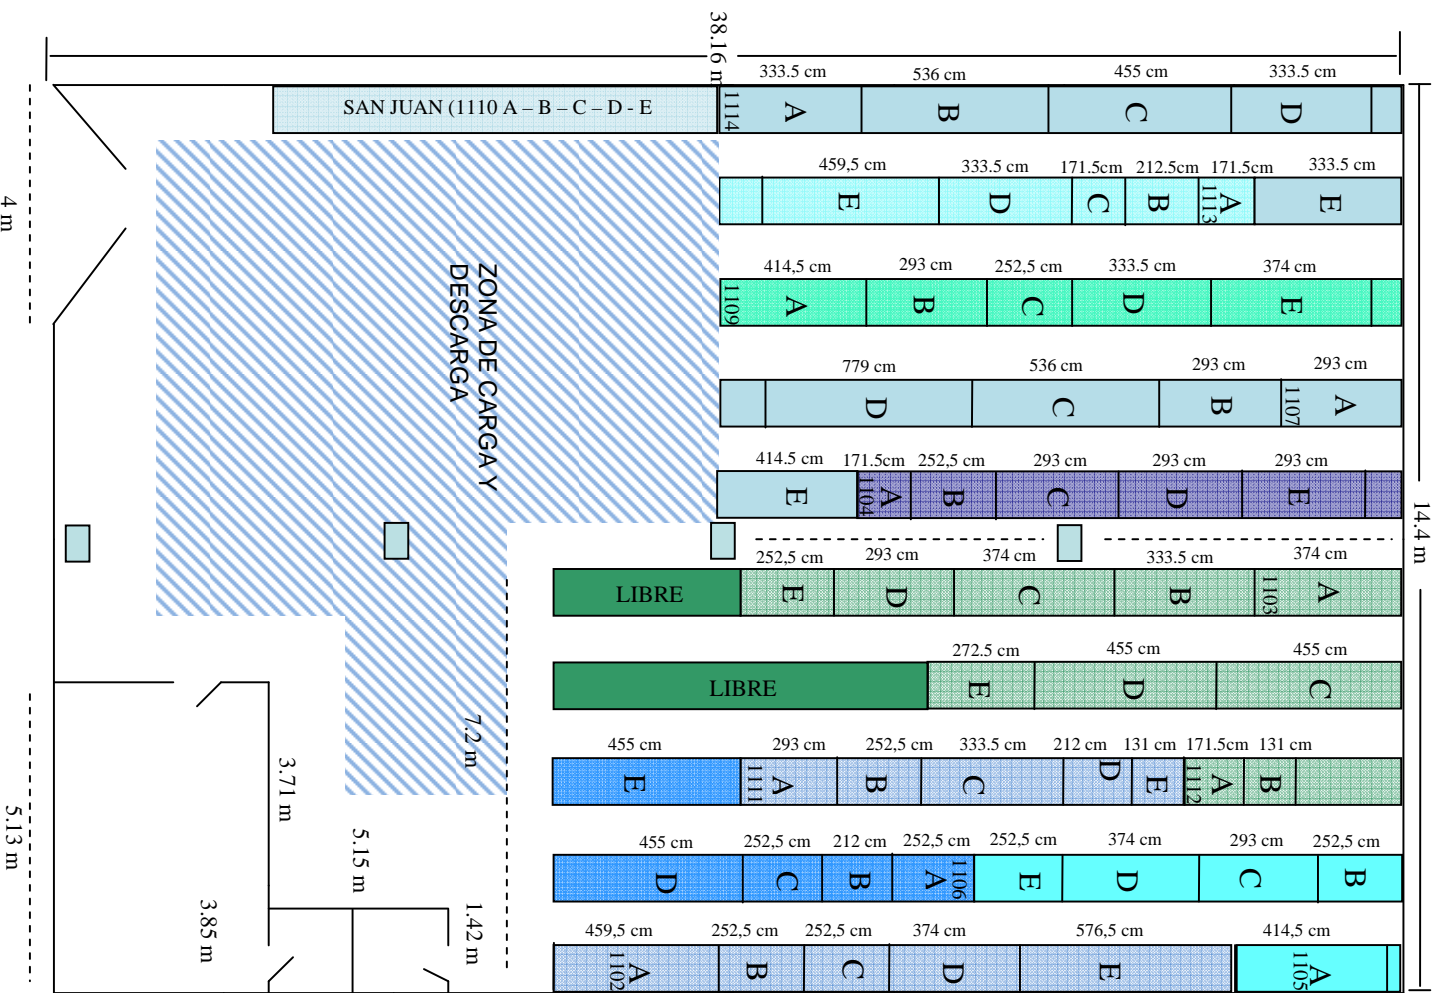 38.16 m
333.5 cm
536 cm
455 cm
333.5 cm
SAN JUAN (1110 A – B – C – D - E
1114
A
B
C
D
459,5 cm
333.5 cm
171.5cm
212.5cm
171.5cm
333.5 cm
E
D
C
B
A
1113
E
4 m
ZONA DE CARGA Y
DESCARGA
414,5 cm
293 cm
252,5 cm
333.5 cm
374 cm
1109
A
B
C
D
E
779 cm
536 cm
293 cm
293 cm
D
C
B
1107
A
414.5 cm
171.5cm
252,5 cm
293 cm
293 cm
293 cm
E
1104
A
B
C
D
E
14.4 m
252,5 cm
293 cm
374 cm
333.5 cm
374 cm
LIBRE
E
D
C
B
1103
A
272.5 cm
455 cm
455 cm
LIBRE
E
D
C
7.2 m
455 cm
293 cm
252,5 cm
333.5 cm
212 cm
131 cm
171.5cm
131 cm
E
1111
A
B
C
D
E
1112
A
B
3.71 m
5.13 m
5.15 m
455 cm
252,5 cm
212 cm
252,5 cm
252,5 cm
374 cm
293 cm
252,5 cm
D
C
B
A
1106
E
D
C
B
3.85 m
1.42 m
459,5 cm
252,5 cm
252,5 cm
374 cm
576,5 cm
414,5 cm
A
1102
B
C
D
E
A
1105